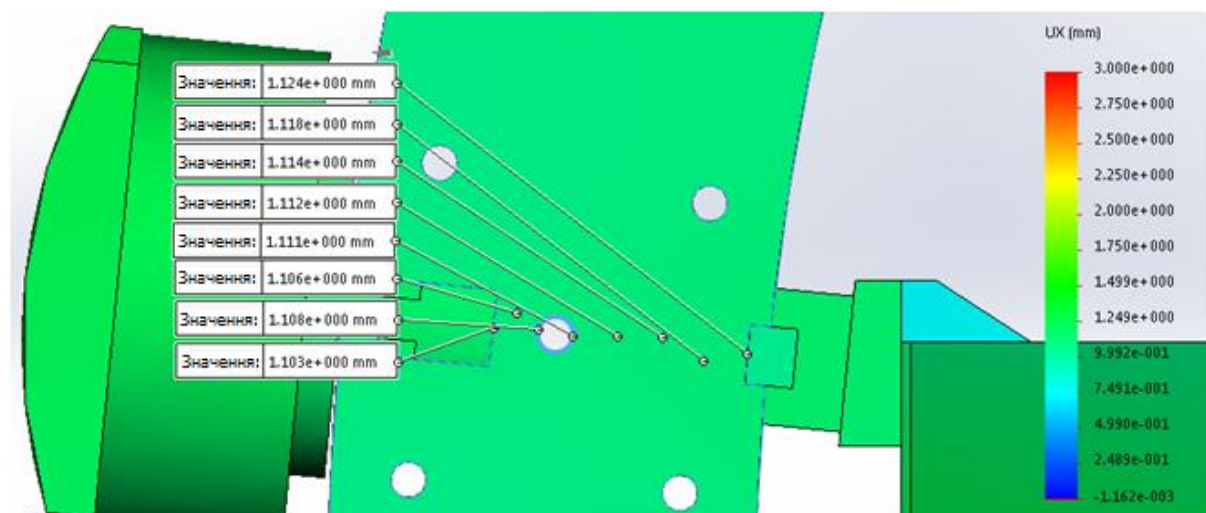 UX (mm)
Значення: 1.124e+000 mm
Значення: 1.118e+000 mm
Значення: 1.114e+000 mm
Значення: 1.112e+000 mm
Значення: 1.111e+000 mm
Значення: 1.106e+000 mm
Значення: 1.108e+000 mm
Значення: 1.103e+000 mm
3.000e+000
2.750e+000
2.500e+000
2.250e+000
2.000e+000
1.750e+000
1.499e+000
1.249e+000
9.992e-001
7.491e-001
4.990e-001
2.489e-001
-1.162e-003